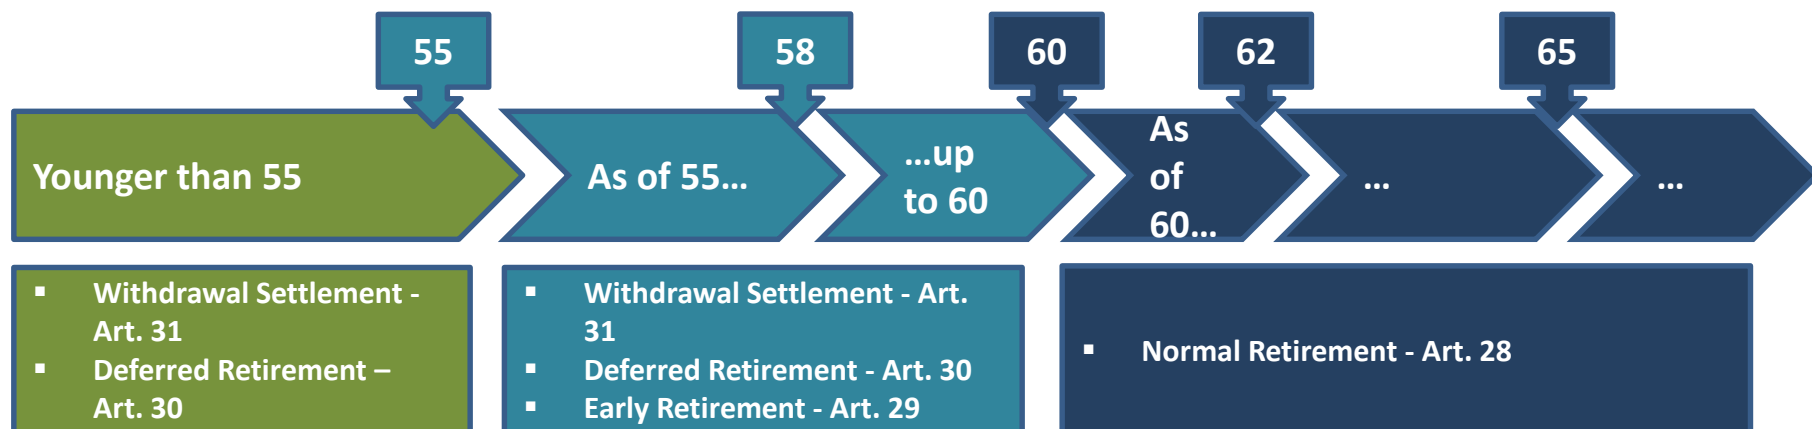 55
58
60
62
65
Younger than 55
As of 55...
...up
to 60
As
of
60...
...
...
▪ Withdrawal Settlement -
Art. 31
▪ Deferred Retirement –
Art. 30
▪ Withdrawal Settlement - Art.
31
▪ Deferred Retirement - Art. 30
▪ Early Retirement - Art. 29
▪ Normal Retirement - Art. 28